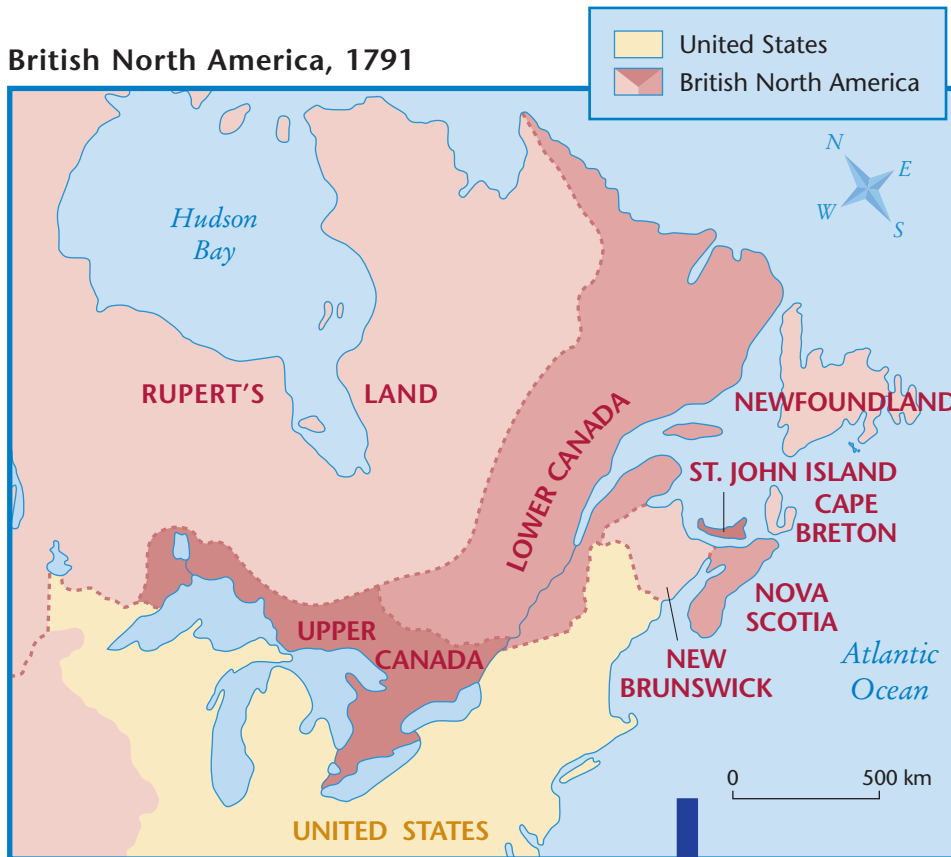 British North America, 1791
United States
British North America
N
E
W
S
Hudson
Bay
RUPERT'S LAND
LOWER CANADA
NEWFOUNDLAND
ST. JOHN ISLAND
CAPE
BRETON
NOVA
SCOTIA
UPPER
CANADA
NEW
BRUNSWICK
Atlantic
Ocean
0 500 km
UNITED STATES